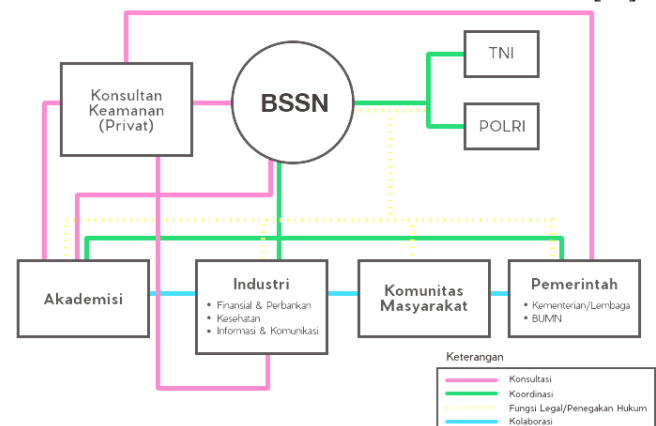 Konsultan
Keamanan
(Privat)
BSSN
TNI
POLRI
Akademisi
Industri
• Finansial & Perbankan
• Kesehatan
• Informasi & Komunikasi
Komunitas
Masyarakat
Pemerintah
• Kementerian/Lembaga
• BUMN
Keterangan
Konsultasi
Koordinasi
Fungsi Legal/Penegakan Hukum
Kolaborasi